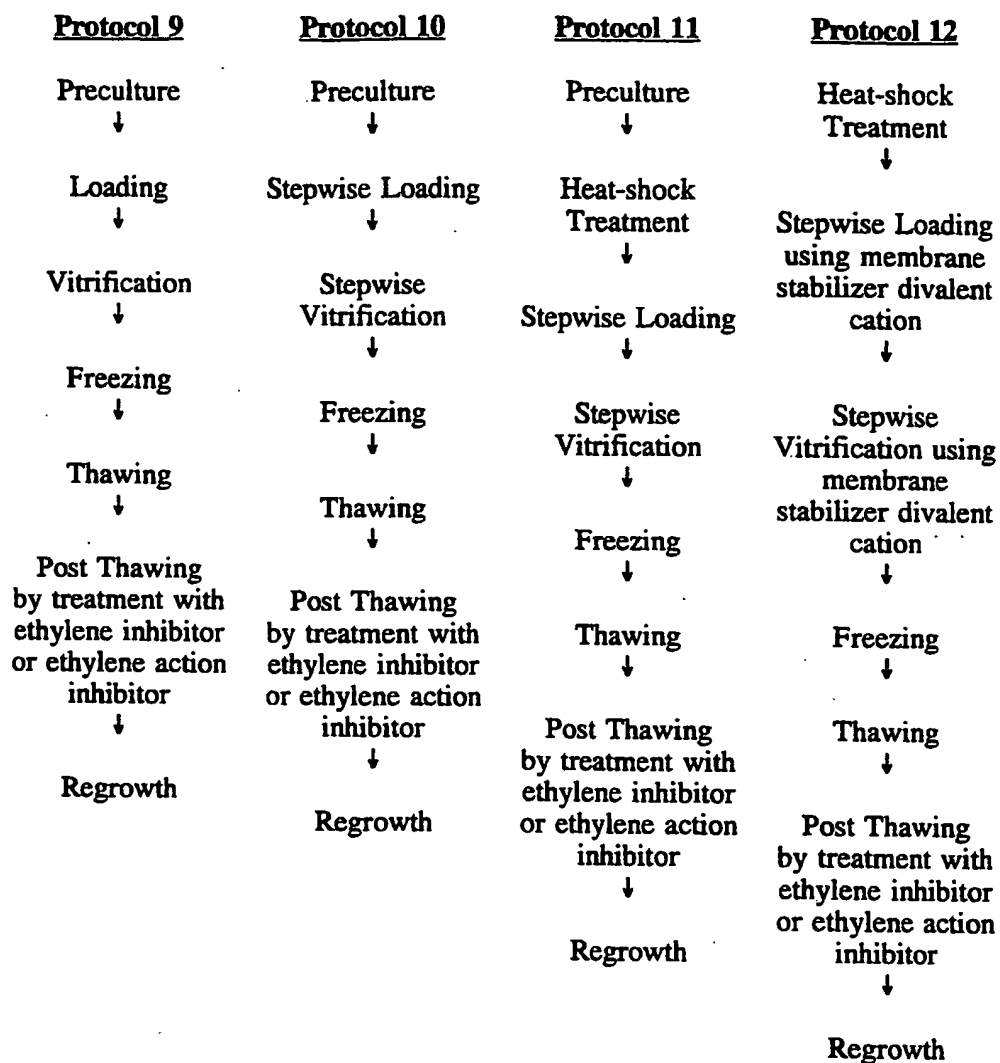 Protocol 9
Preculture
↓
Loading
↓
Vitrification
↓
Freezing
↓
Thawing
↓
Post Thawing
by treatment with
ethylene inhibitor
or ethylene action
inhibitor
↓
Regrowth
Protocol 10
Preculture
↓
Stepwise Loading
↓
Stepwise
Vitrification
↓
Freezing
↓
Thawing
↓
Post Thawing
by treatment with
ethylene inhibitor
or ethylene action
inhibitor
↓
Regrowth
Protocol 11
Preculture
↓
Heat-shock
Treatment
↓
Stepwise Loading
↓
Stepwise
Vitrification
↓
Freezing
↓
Thawing
↓
Post Thawing
by treatment with
ethylene inhibitor
or ethylene action
inhibitor
↓
Regrowth
Protocol 12
Heat-shock
Treatment
↓
Stepwise Loading
using membrane
stabilizer divalent
cation
↓
Stepwise
Vitrification using
membrane
stabilizer divalent
cation
↓
Freezing
↓
Thawing
↓
Post Thawing
by treatment with
ethylene inhibitor
or ethylene action
inhibitor
↓
Regrowth